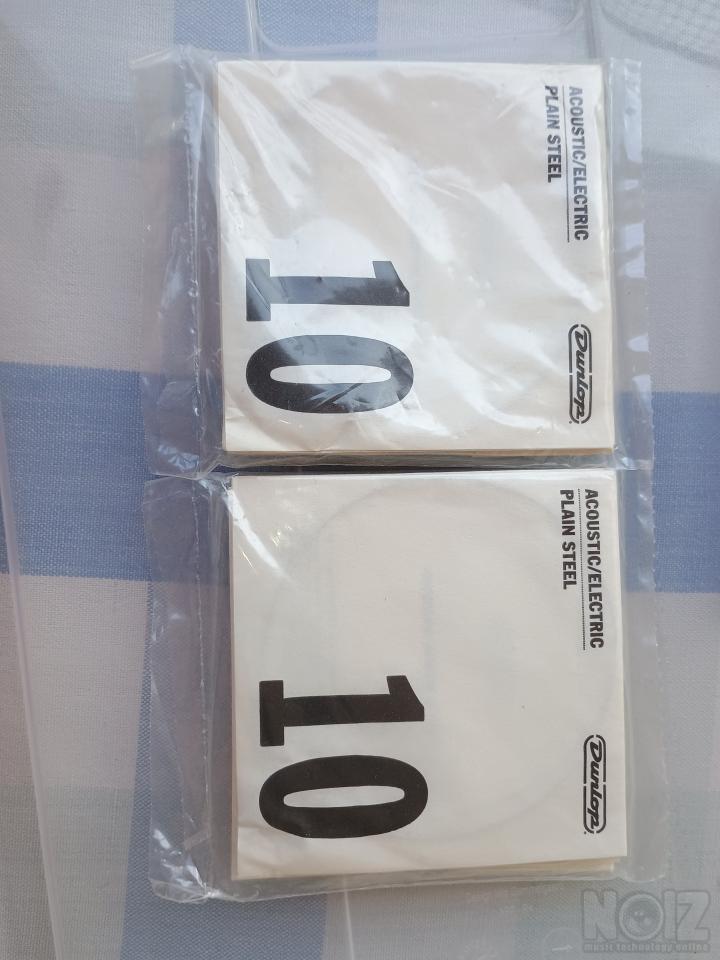 ACOUSTIC/ELECTRIC
PLAIN STEEL
Dunlop®
10
ACOUSTIC/ELECTRIC
PLAIN STEEL
Dunlop®
10
NOIZ
music technology online